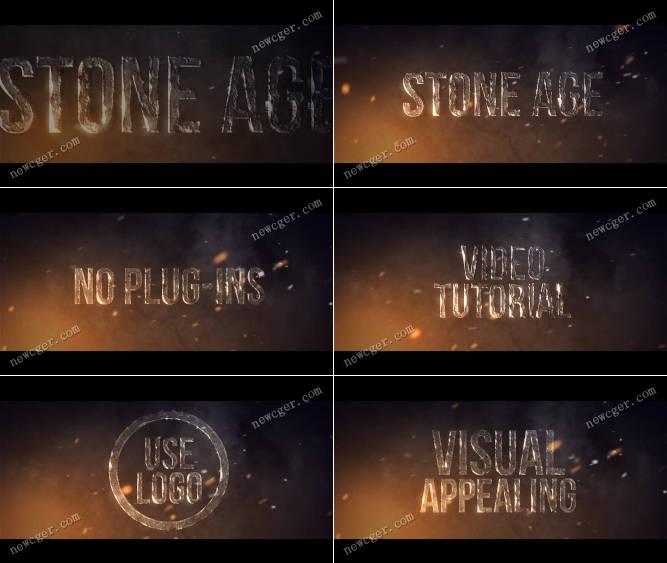 newcger.com
STONE AGE
newcger.com
newcger.com
STONE AGE
newcger.com
newcger.com
NO PLUG-INS
newcger.com
newcger.com
VIDEO
TUTORIAL
newcger.com
newcger.com
USE
LOGO
newcger.com
newcger.com
VISUAL
APPEALING
newcger.com